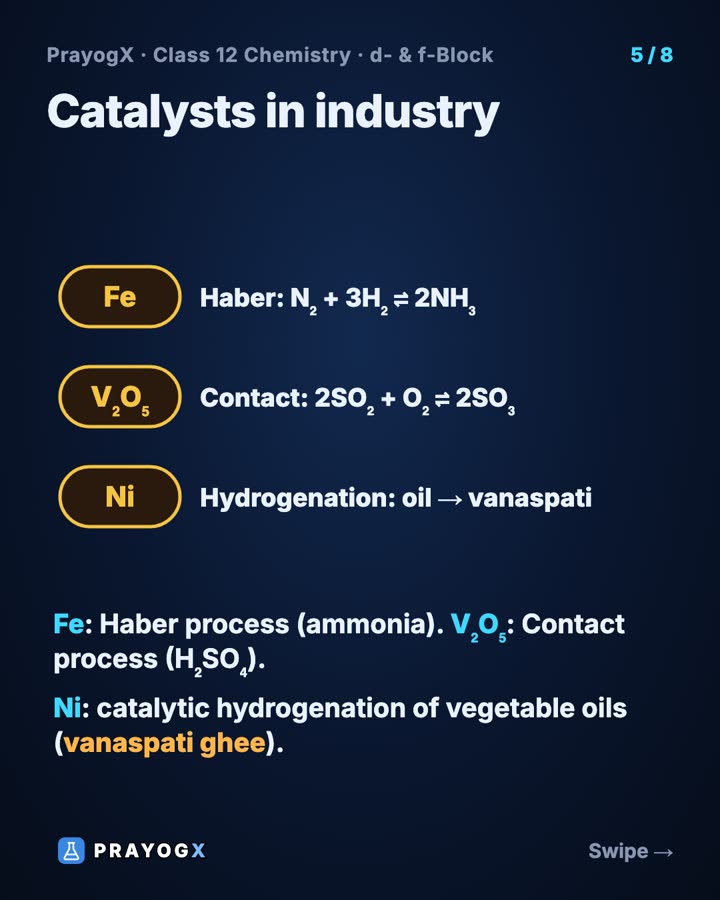 PrayogX · Class 12 Chemistry · d- & f-Block 5 / 8
Catalysts in industry
Fe Haber: N₂ + 3H₂ ⇌ 2NH₃
V₂O₅ Contact: 2SO₂ + O₂ ⇌ 2SO₃
Ni Hydrogenation: oil → vanaspati
Fe: Haber process (ammonia). V₂O₅: Contact
process (H₂SO₄).
Ni: catalytic hydrogenation of vegetable oils
(vanaspati ghee).
PRAYOGX Swipe →